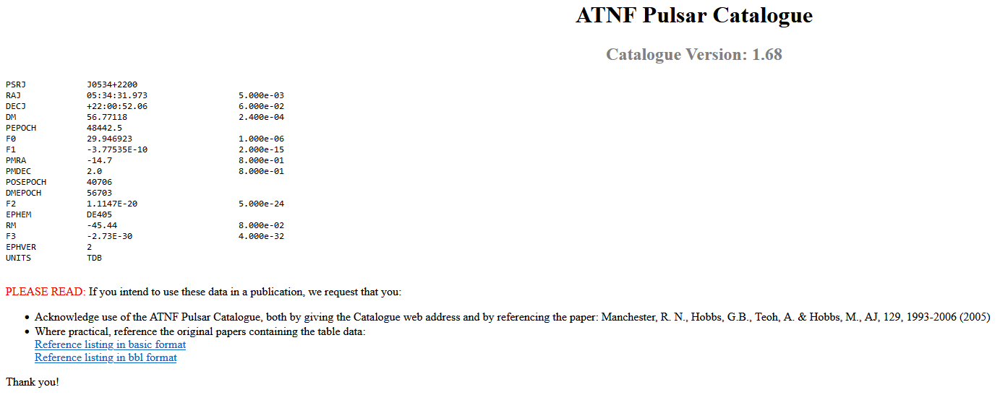 ATNF Pulsar Catalogue
Catalogue Version: 1.68
PSRJ J0534+2200
RAJ 05:34:31.973 5.000e-03
DECJ +22:00:52.06 6.000e-02
DM 56.77118 2.400e-04
PEPOCH 48442.5
F0 29.946923 1.000e-06
F1 -3.77535E-10 2.000e-15
PMRA -14.7 8.000e-01
PMDEC 2.0 8.000e-01
POSEPOCH 40706
DMEPOCH 56703
F2 1.1147E-20 5.000e-24
EPHEM DE405
RM -45.44 8.000e-02
F3 -2.73E-30 4.000e-32
EPHVER 2
UNITS TDB
PLEASE READ: If you intend to use these data in a publication, we request that you:
• Acknowledge use of the ATNF Pulsar Catalogue, both by giving the Catalogue web address and by referencing the paper: Manchester, R. N., Hobbs, G.B., Teoh, A. & Hobbs, M., AJ, 129, 1993-2006 (2005)
• Where practical, reference the original papers containing the table data:
Reference listing in basic format
Reference listing in bbl format
Thank you!